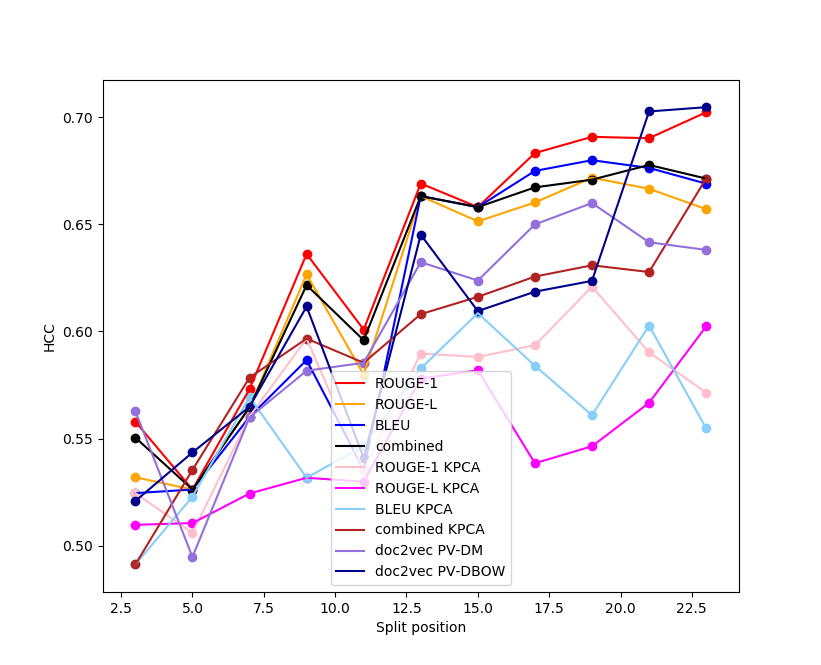 0.70
0.65
0.60
0.55
0.50
HCC
ROUGE-1
ROUGE-L
BLEU
combined
ROUGE-1 KPCA
ROUGE-L KPCA
BLEU KPCA
combined KPCA
doc2vec PV-DM
doc2vec PV-DBOW
2.5 5.0 7.5 10.0 12.5 15.0 17.5 20.0 22.5
Split position